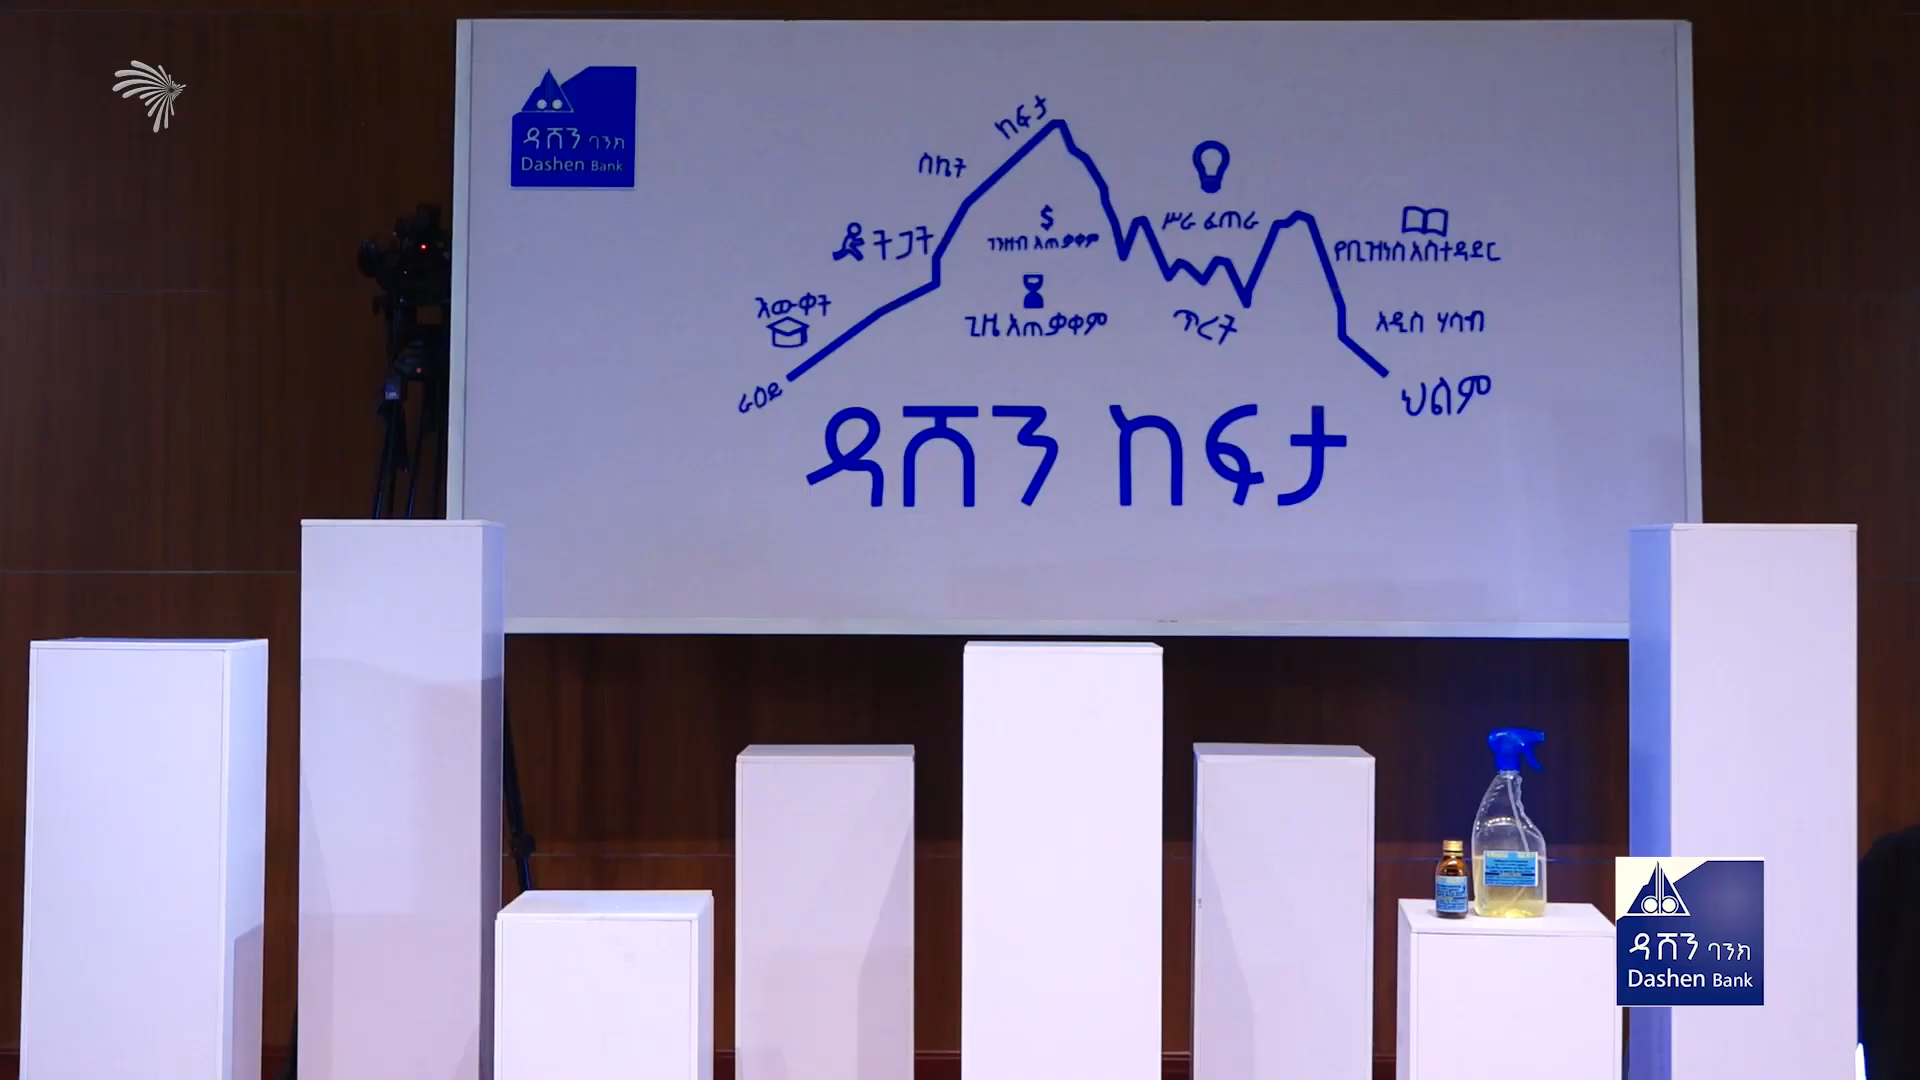 ዳሸን ባንክ
Dashen Bank
ከፍታ
ስኬት
ትጋት
እውቀት
ራዕይ
$
ገንዘብ አጠቃቀም
ጊዜ አጠቃቀም
ሥራ ፈጠራ
ጥረት
የቢዝነስ አስተዳደር
አዲስ ሃሳብ
ህልም
ዳሸን ከፍታ
ዳሸን ባንክ
Dashen Bank